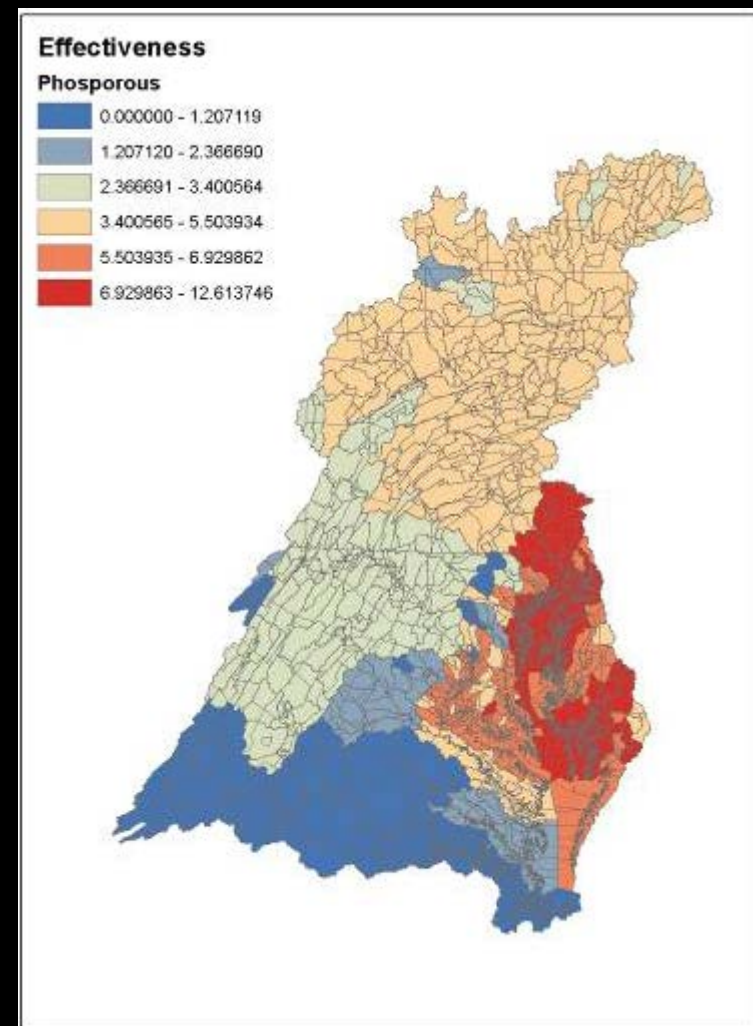 Effectiveness
Phosporous
0.000000 - 1.207119
1.207120 - 2.366690
2.366691 - 3.400564
3.400565 - 5.503934
5.503935 - 6.929862
6.929863 - 12.613746